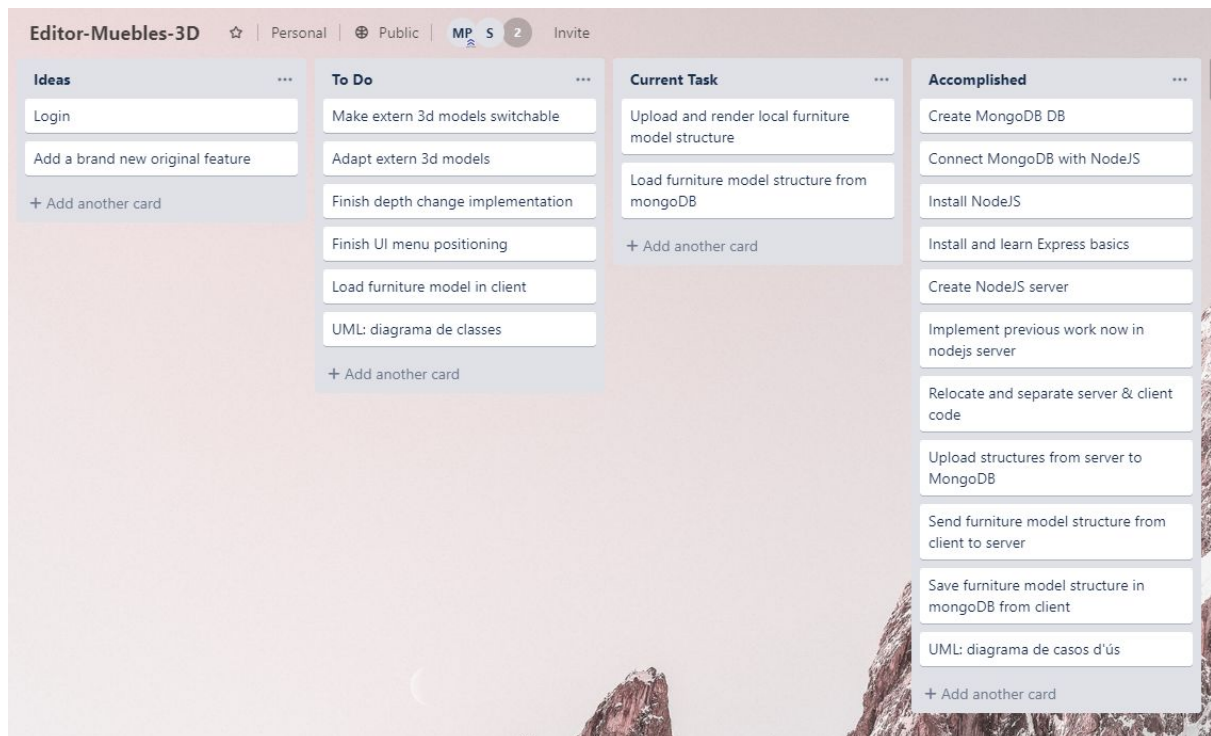 Editor-Muebles-3D Personal Public MP S 2 Invite
Ideas
Login
Add a brand new original feature
+ Add another card
To Do
Make extern 3d models switchable
Adapt extern 3d models
Finish depth change implementation
Finish UI menu positioning
Load furniture model in client
UML: diagrama de classes
+ Add another card
Current Task
Upload and render local furniture
model structure
Load furniture model structure from
mongoDB
+ Add another card
Accomplished
Create MongoDB DB
Connect MongoDB with NodeJS
Install NodeJS
Install and learn Express basics
Create NodeJS server
Implement previous work now in
nodejs server
Relocate and separate server & client
code
Upload structures from server to
MongoDB
Send furniture model structure from
client to server
Save furniture model structure in
mongoDB from client
UML: diagrama de casos d'ús
+ Add another card